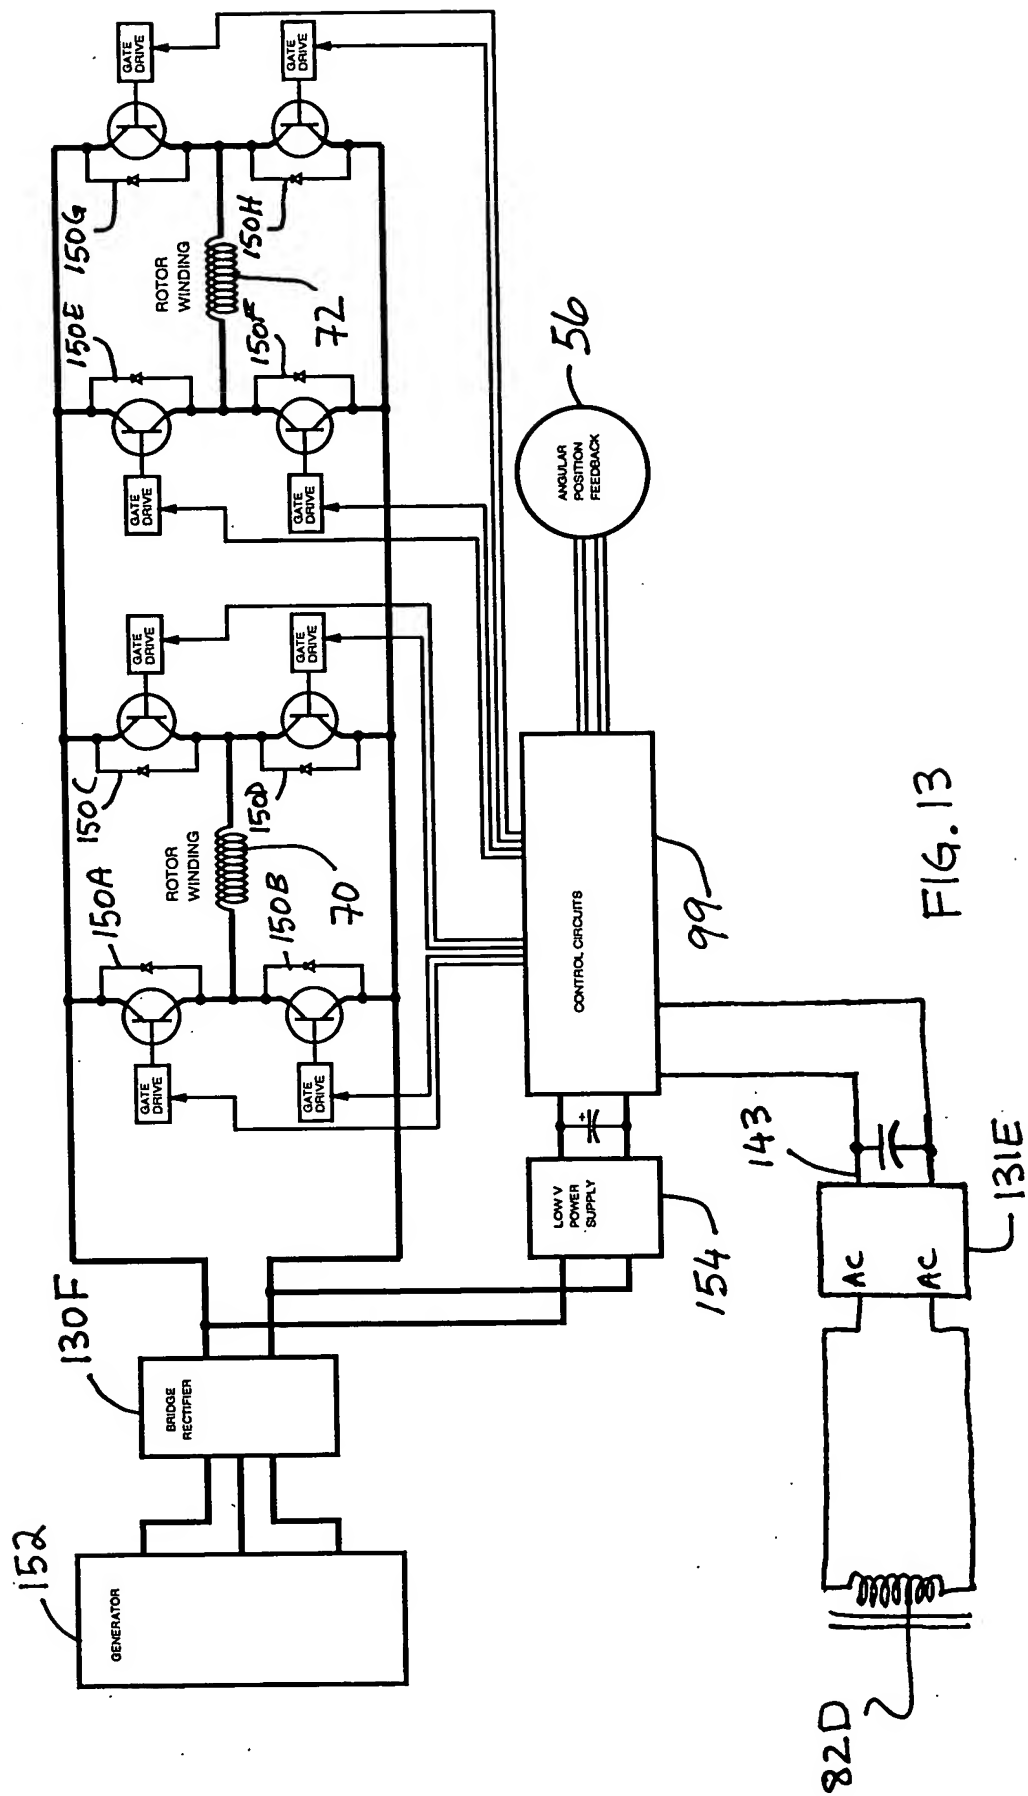 152
GENERATOR
130F
BRIDGE
RECTIFIER
150A
150C
150E
150G
GATE
DRIVE
GATE
DRIVE
GATE
DRIVE
GATE
DRIVE
ROTOR
WINDING
ROTOR
WINDING
150B
70
150D
150F
72
150H
GATE
DRIVE
GATE
DRIVE
GATE
DRIVE
GATE
DRIVE
LOW V
POWER
SUPPLY
154
+
CONTROL CIRCUITS
99
ANGULAR
POSITION
FEEDBACK
56
82D
AC
AC
143
131E
FIG. 13